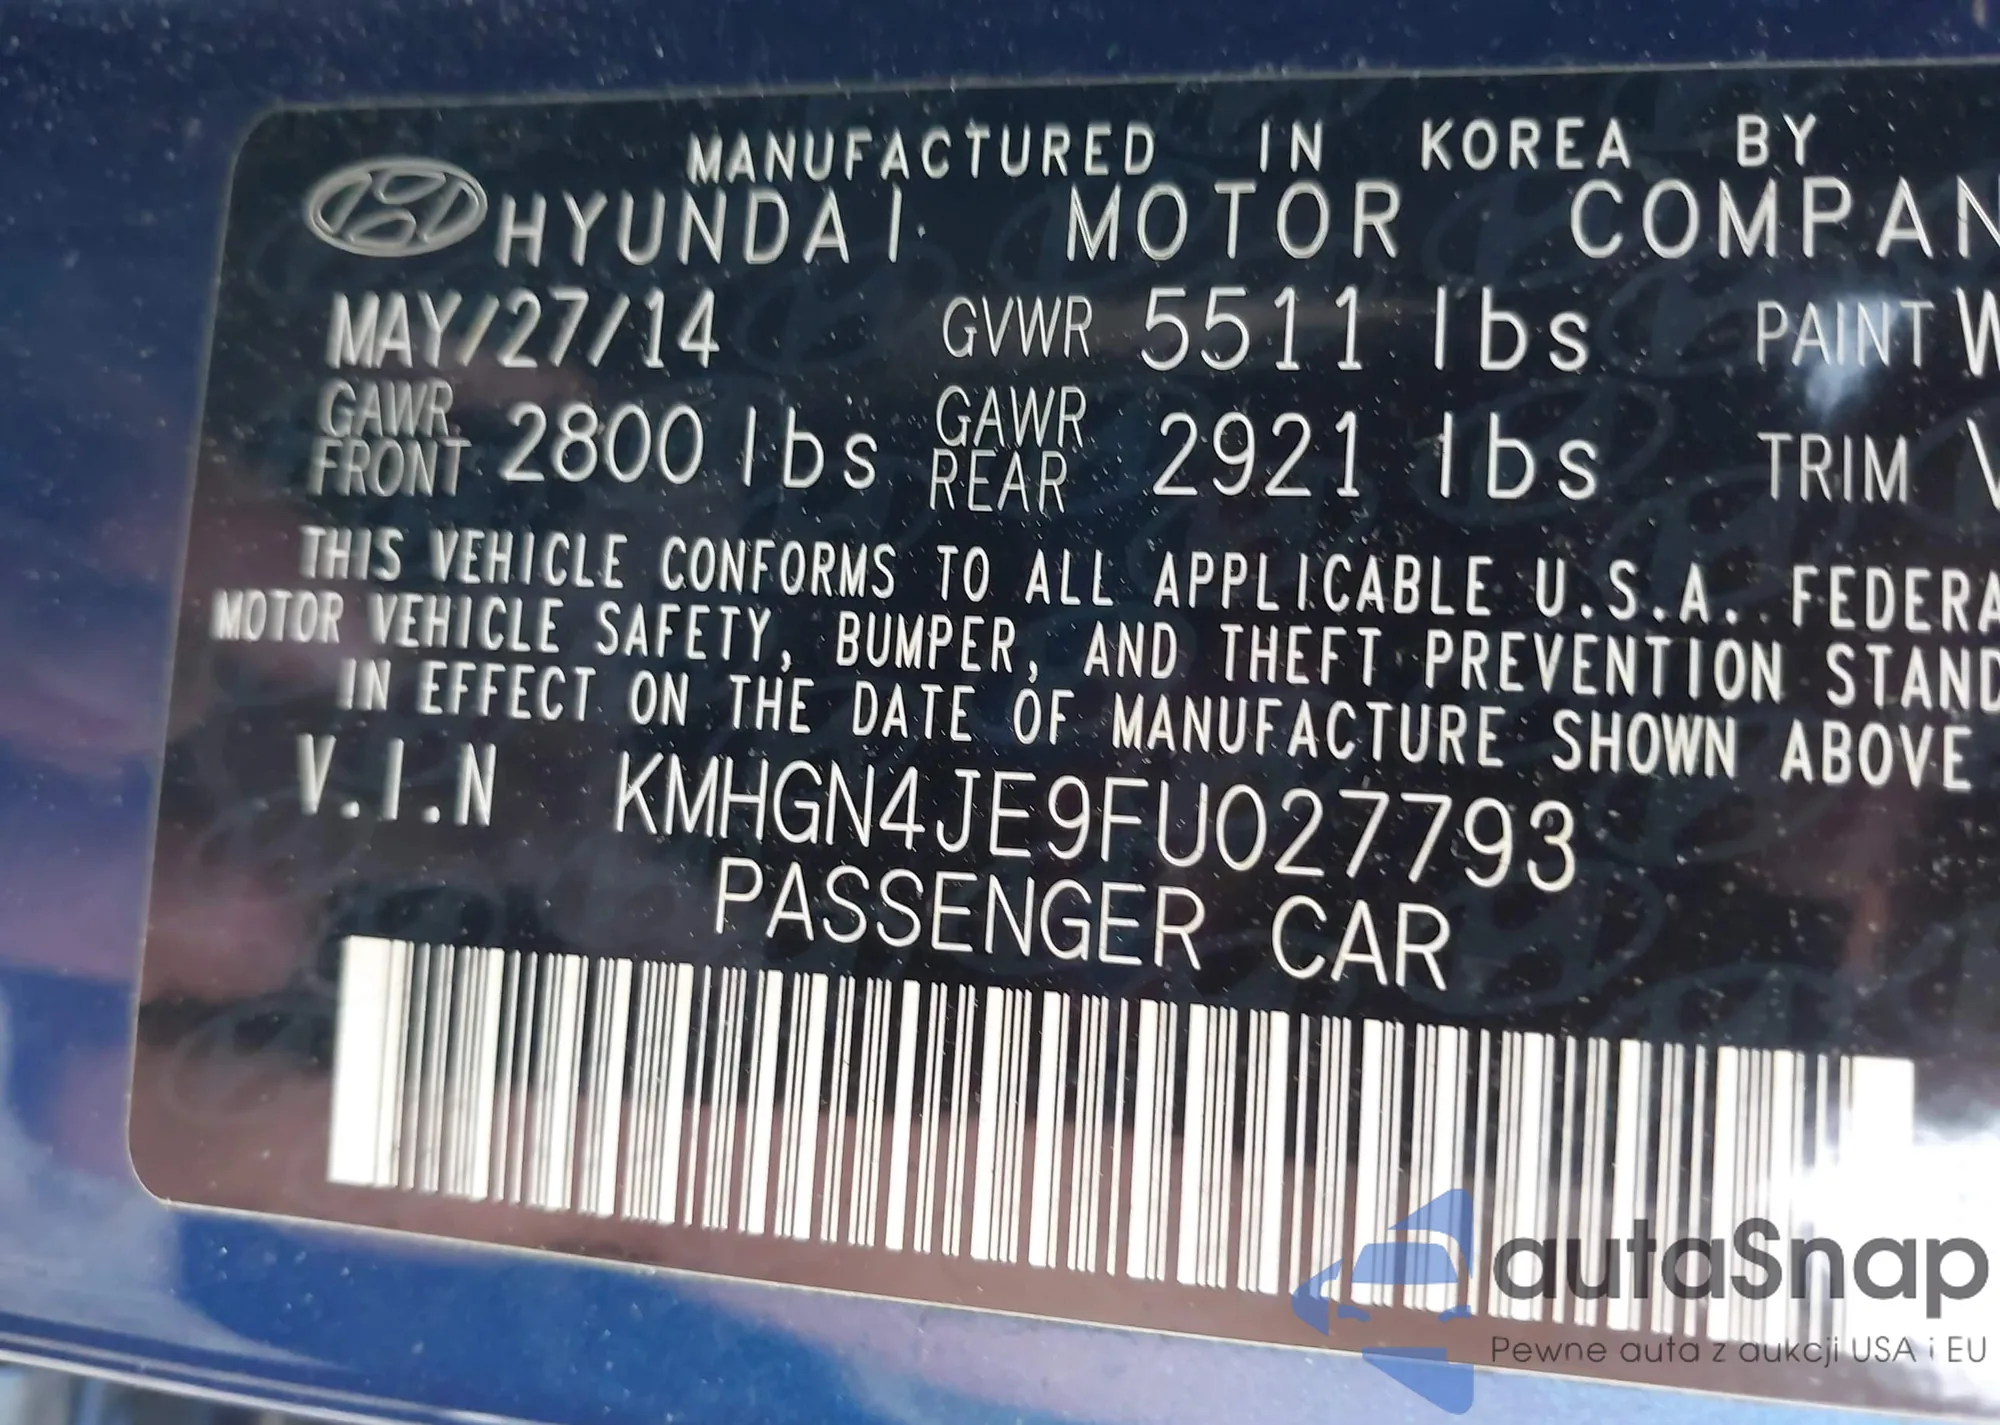 MANUFACTURED IN KOREA BY
HYUNDAI MOTOR COMPAN
MAY/27/14 GVWR 5511 lbs PAINT W
GAWR FRONT 2800 lbs GAWR REAR 2921 lbs TRIM
THIS VEHICLE CONFORMS TO ALL APPLICABLE U.S.A. FEDERA
MOTOR VEHICLE SAFETY, BUMPER, AND THEFT PREVENTION STAND
IN EFFECT ON THE DATE OF MANUFACTURE SHOWN ABOVE
V.I.N KMHGN4JE9FU027793
PASSENGER CAR
autaSnap
Pewne auta z aukcji USA i EU